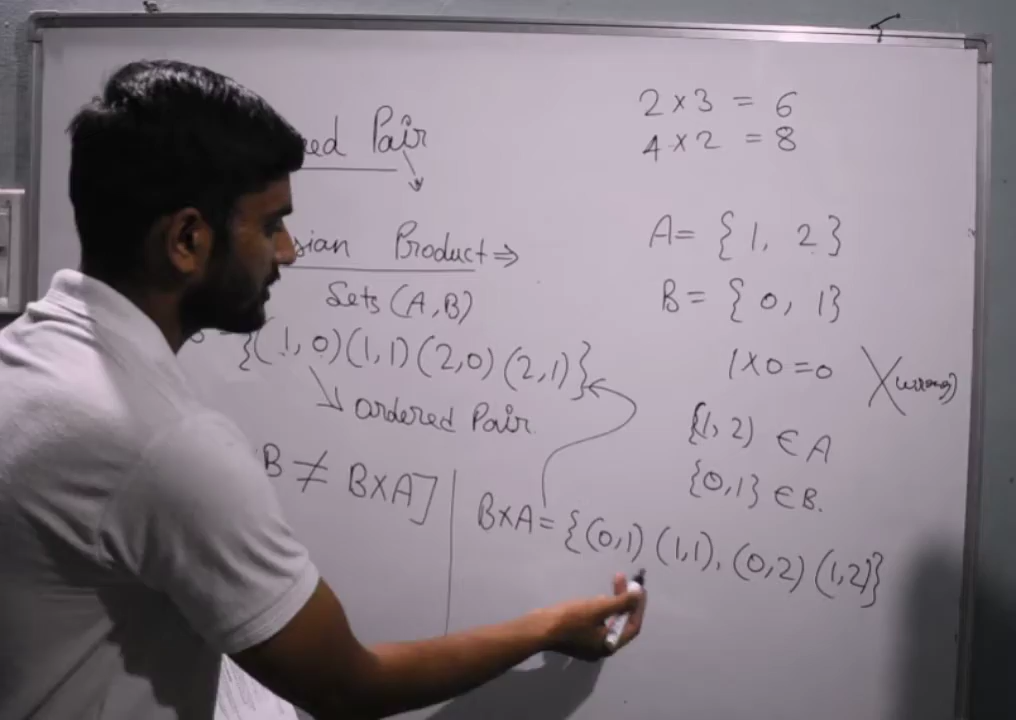 Pair
Product ⇒
Sets (A, B)
= {(1, 0) (1, 1) (2, 0) (2, 1)}
ordered Pair
B ≠ B×A]
2 × 3 = 6
4 × 2 = 8
A = {1, 2}
B = {0, 1}
1 × 0 = 0 X (wrong)
{1, 2) ∈ A
{0, 1} ∈ B.
B×A = {(0, 1) (1, 1), (0, 2) (1, 2)}